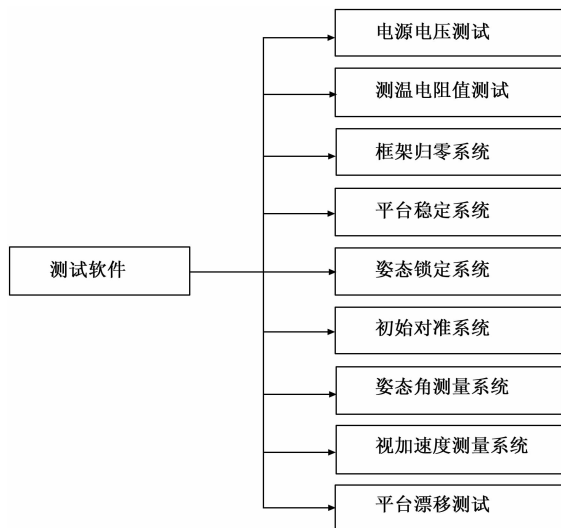 电源电压测试
测温电阻值测试
框架归零系统
平台稳定系统
测试软件
姿态锁定系统
初始对准系统
姿态角测量系统
视加速度测量系统
平台漂移测试